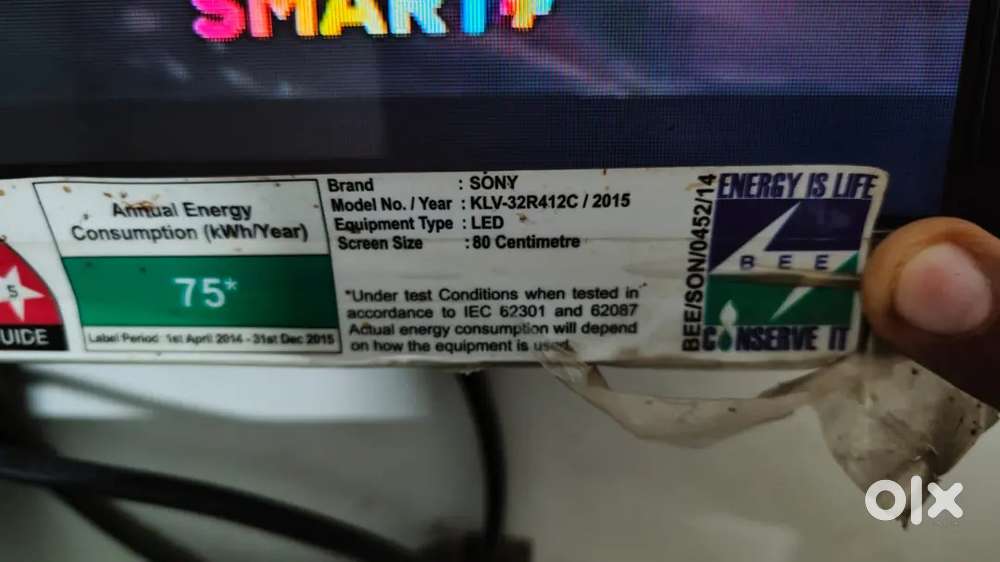 SMART
Annual Energy
Consumption (kWh/Year)
75*
Label Period 1st April 2014 - 31st Dec 2015
5
UIDE
Brand : SONY
Model No. / Year : KLV-32R412C / 2015
Equipment Type : LED
Screen Size : 80 Centimetre
*Under test Conditions when tested in
accordance to IEC 62301 and 62087
Actual energy consumption will depend
on how the equipment is used.
BEE/SON/0452/14
ENERGY IS LIFE
BEE
CONSERVE IT
olx